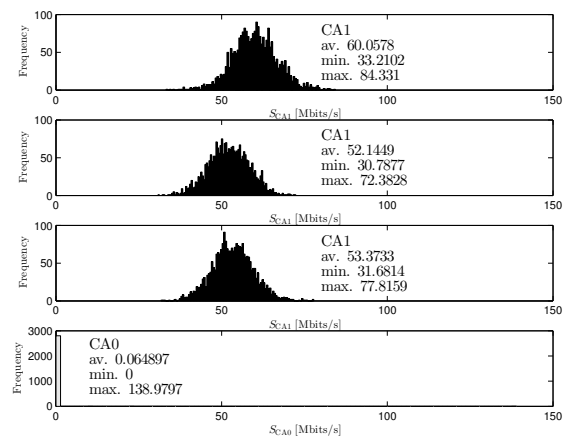 100
50
0
Frequency
CA1
av. 60.0578
min. 33.2102
max. 84.331
0 50 100 150
S_CA1 [Mbits/s]
100
50
0
Frequency
CA1
av. 52.1449
min. 30.7877
max. 72.3828
0 50 100 150
S_CA1 [Mbits/s]
100
50
0
Frequency
CA1
av. 53.3733
min. 31.6814
max. 77.8159
0 50 100 150
S_CA1 [Mbits/s]
3000
2000
1000
0
Frequency
CA0
av. 0.064897
min. 0
max. 138.9797
0 50 100 150
S_CA0 [Mbits/s]